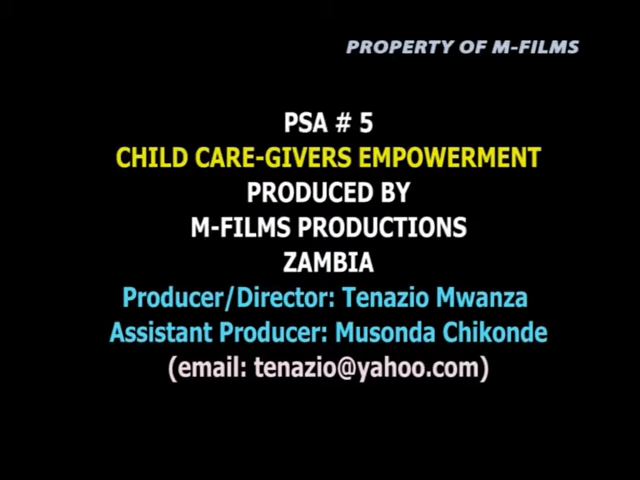 PROPERTY OF M-FILMS
PSA # 5
CHILD CARE-GIVERS EMPOWERMENT
PRODUCED BY
M-FILMS PRODUCTIONS
ZAMBIA
Producer/Director: Tenazio Mwanza
Assistant Producer: Musonda Chikonde
(email: tenazio@yahoo.com)